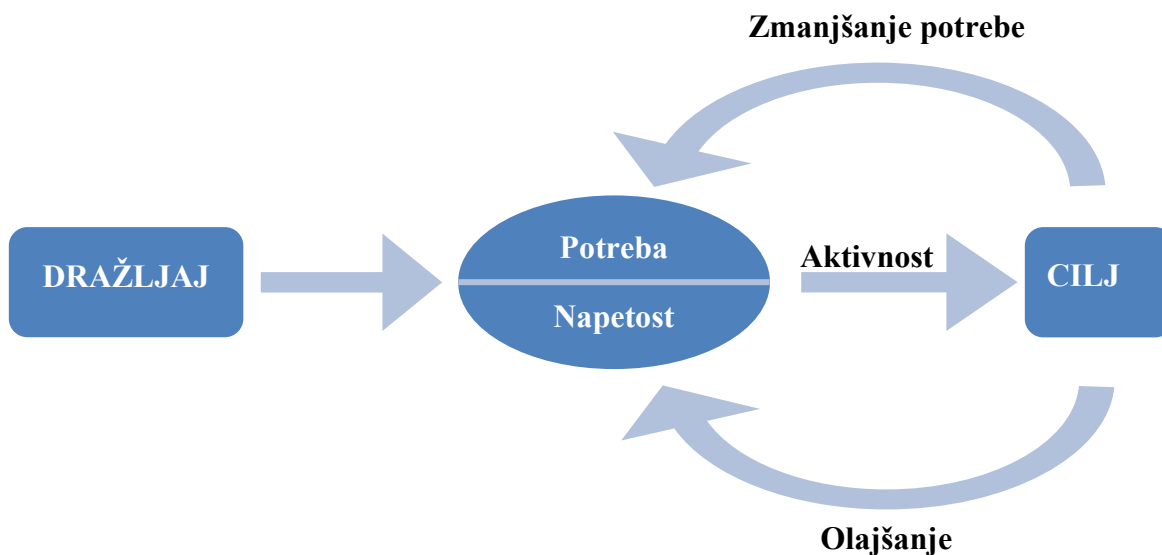 Zmanjšanje potrebe
DRAŽLJAJ
Potreba
Napetost
Aktivnost
CILJ
Olajšanje